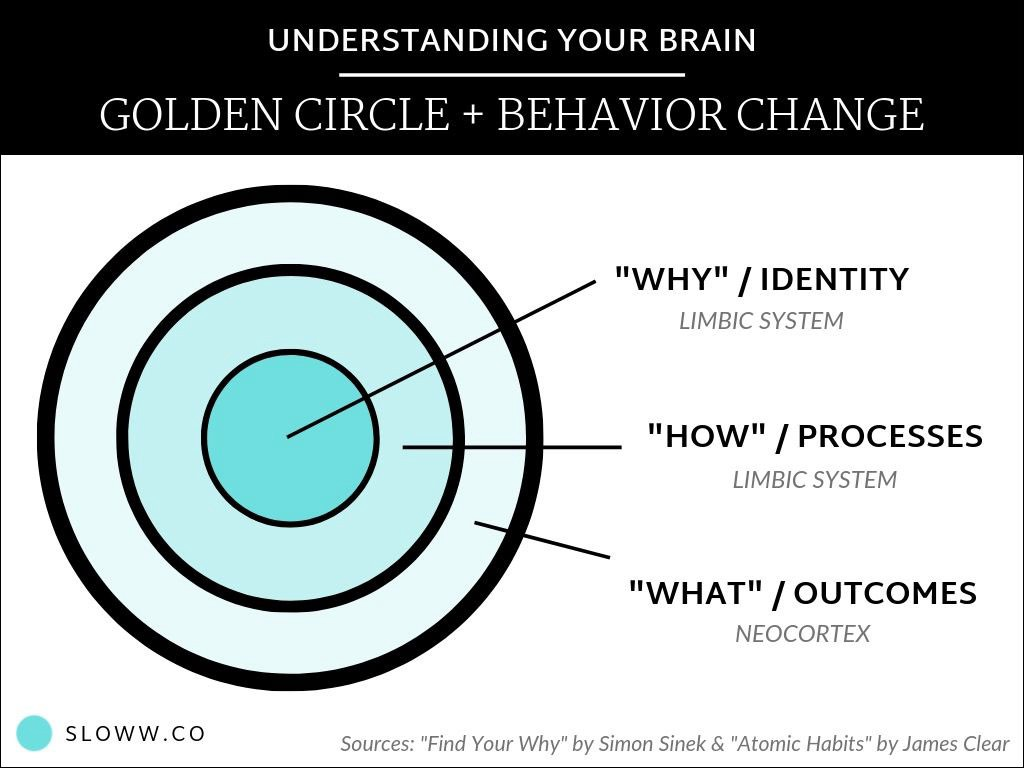 UNDERSTANDING YOUR BRAIN
GOLDEN CIRCLE + BEHAVIOR CHANGE
"WHY" / IDENTITY
LIMBIC SYSTEM
"HOW" / PROCESSES
LIMBIC SYSTEM
"WHAT" / OUTCOMES
NEOCORTEX
SLOWW.CO
Sources: "Find Your Why" by Simon Sinek & "Atomic Habits" by James Clear